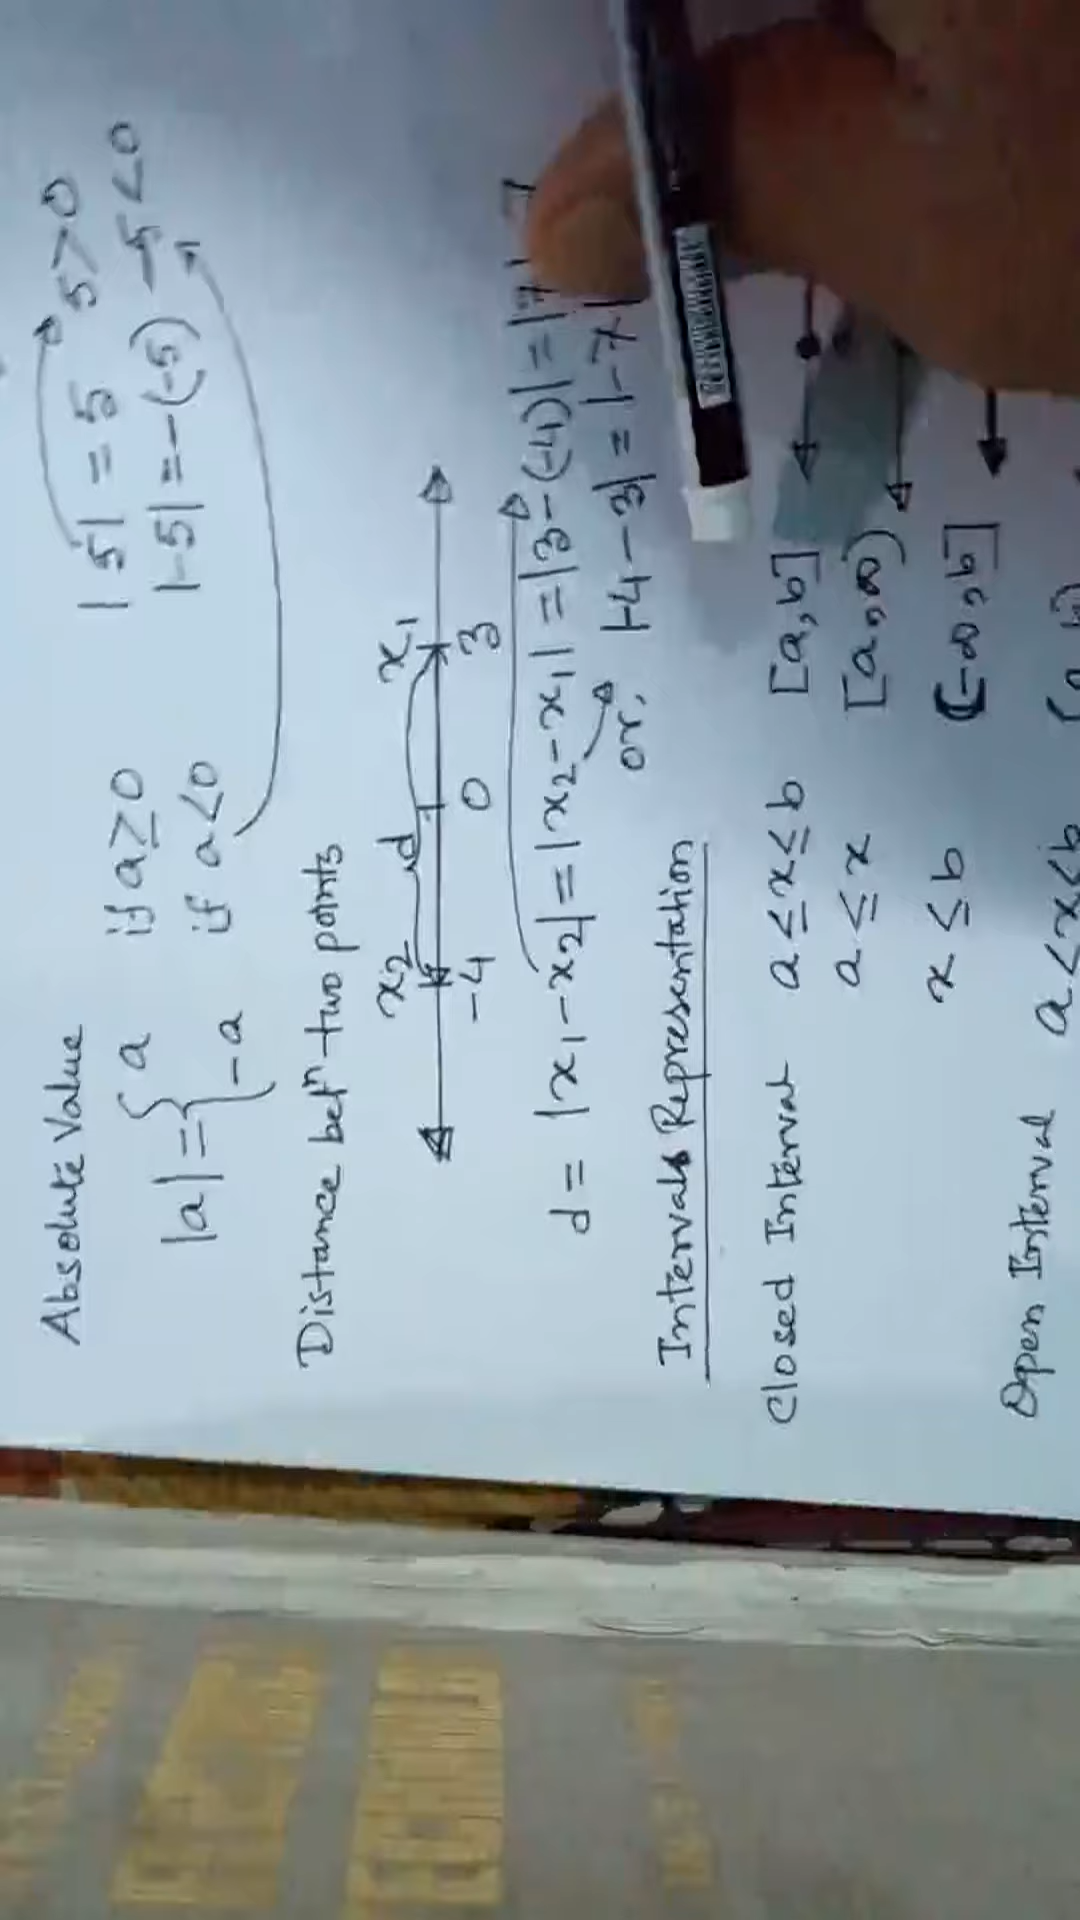 Absolute Value
|a| = { a if a ≥ 0 |5| = 5 5 > 0
-a if a < 0 |-5| = -(-5) -5 < 0
Distance betⁿ two points
x₂ d x₁
-4 0 3
d = |x₁ - x₂| = |x₂ - x₁| = |3 - (-4)| = |7| 7
or, |-4 - 3| = |-7|
Intervals Representation
Closed Interval a ≤ x ≤ b [a, b]
a ≤ x [a, ∞)
x ≤ b (-∞, b]
Open Interval a < x < b